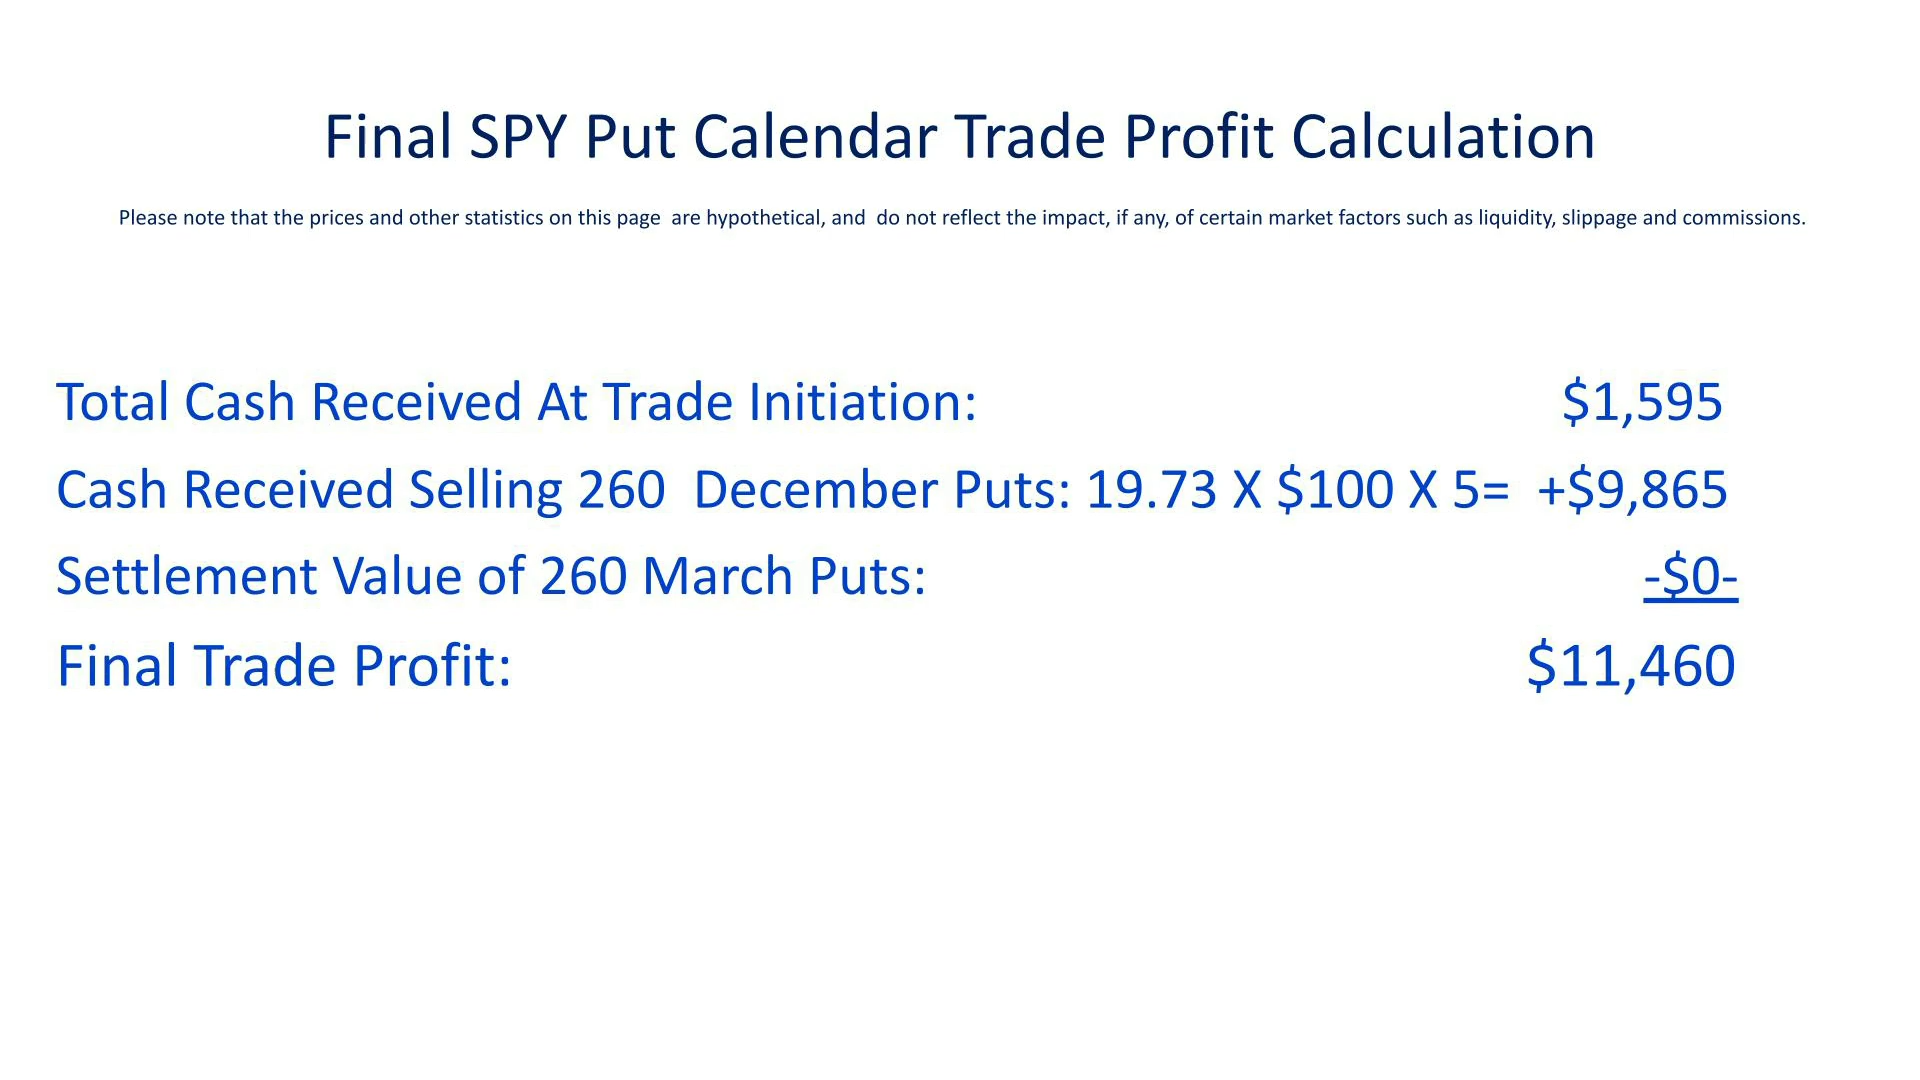 Final SPY Put Calendar Trade Profit Calculation
Please note that the prices and other statistics on this page  are hypothetical, and  do not reflect the impact, if any, of certain market factors such as liquidity, slippage and commissions.
Total Cash Received At Trade Initiation: $1,595
Cash Received Selling 260  December Puts: 19.73 X $100 X 5=  +$9,865
Settlement Value of 260 March Puts: -$0-
Final Trade Profit: $11,460